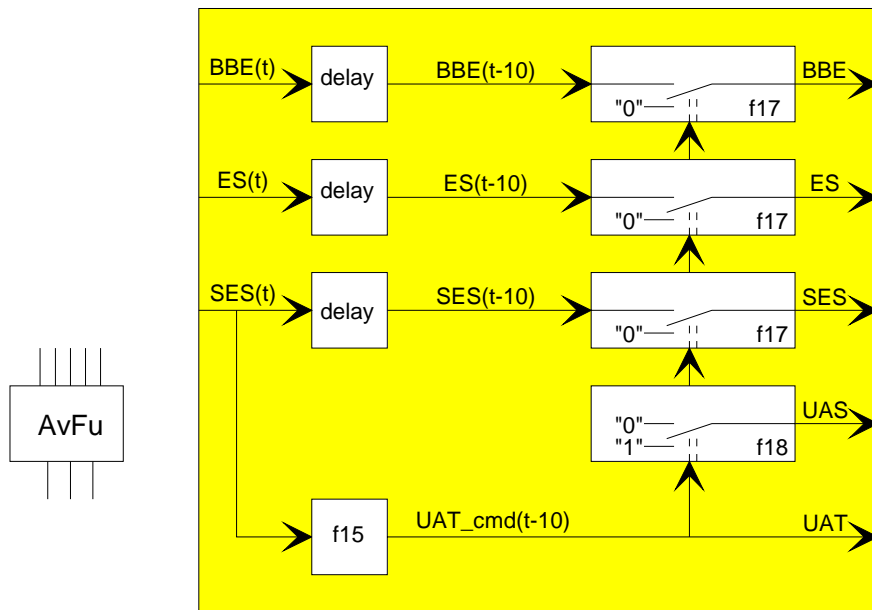 BBE(t)
delay
BBE(t-10)
"0"
f17
BBE
ES(t)
delay
ES(t-10)
"0"
f17
ES
SES(t)
delay
SES(t-10)
"0"
f17
SES
AvFu
"0"
"1"
f18
UAS
f15
UAT_cmd(t-10)
UAT